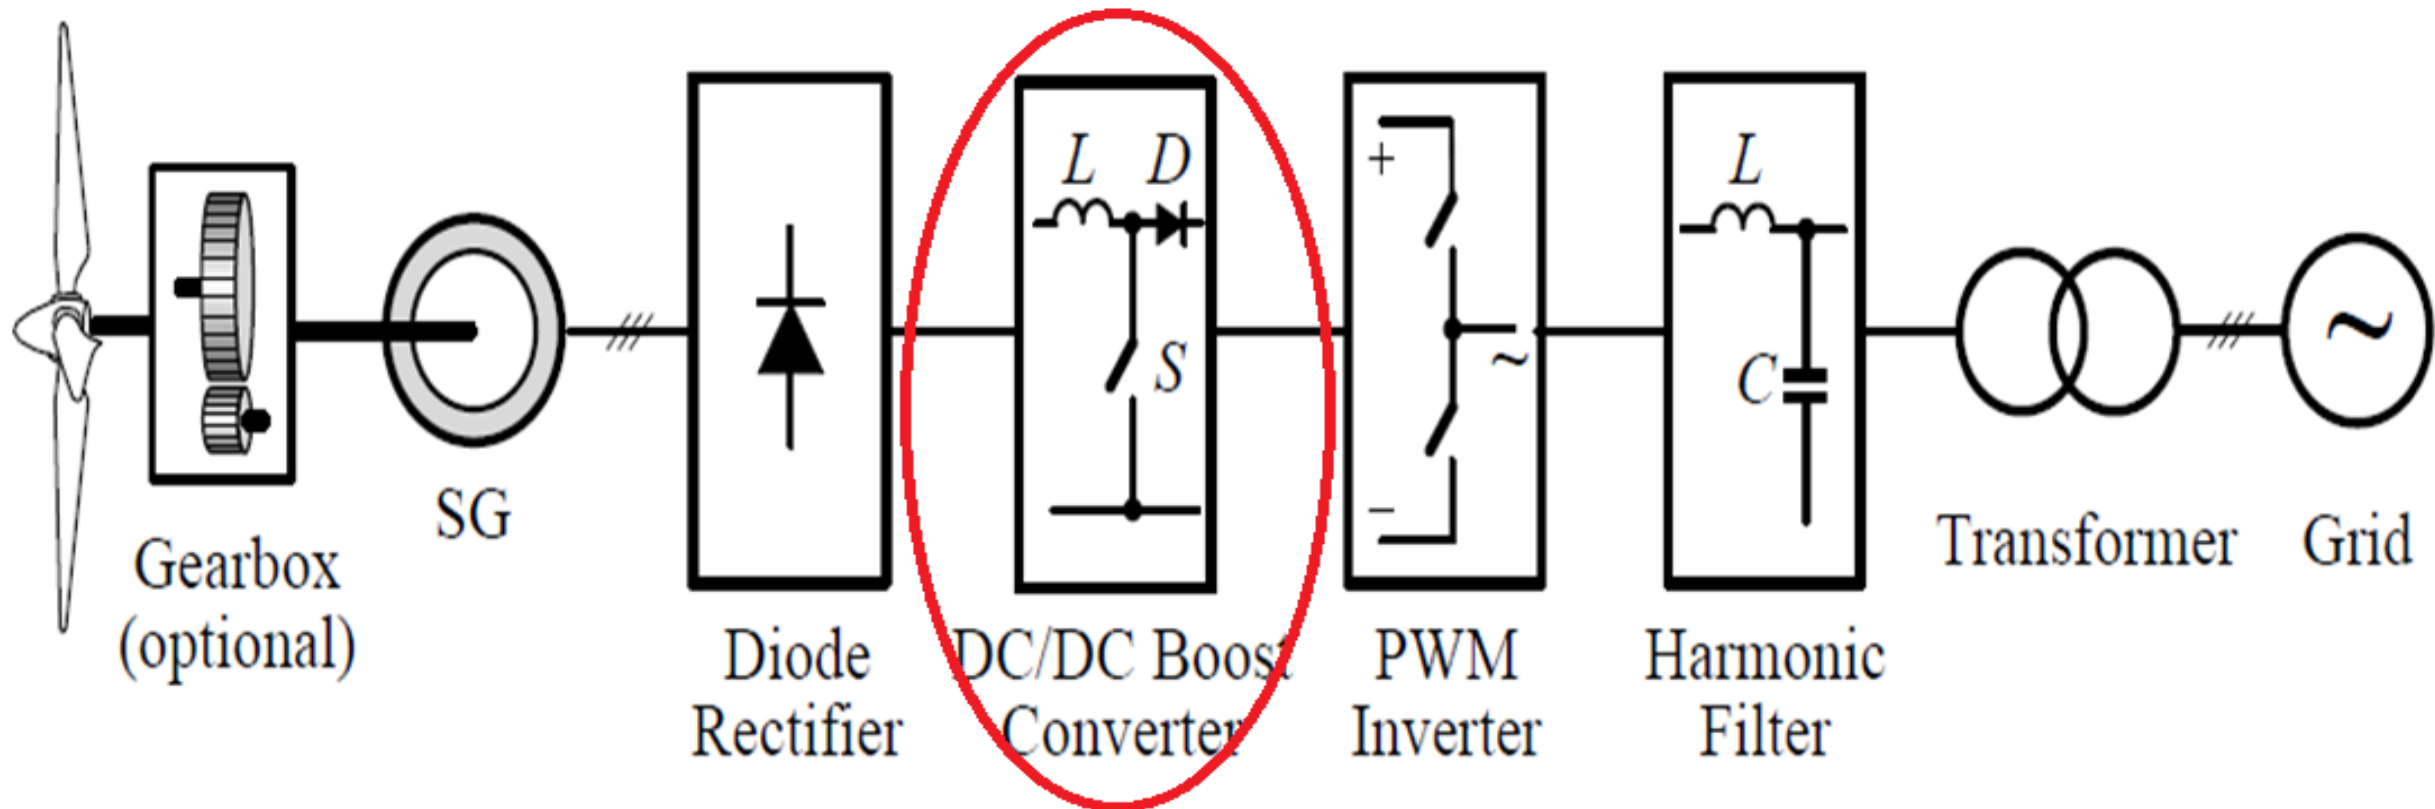 L D
S
+
~
−
L
C
~
Gearbox
(optional)
SG
Diode
Rectifier
DC/DC Boost
Converter
PWM
Inverter
Harmonic
Filter
Transformer
Grid